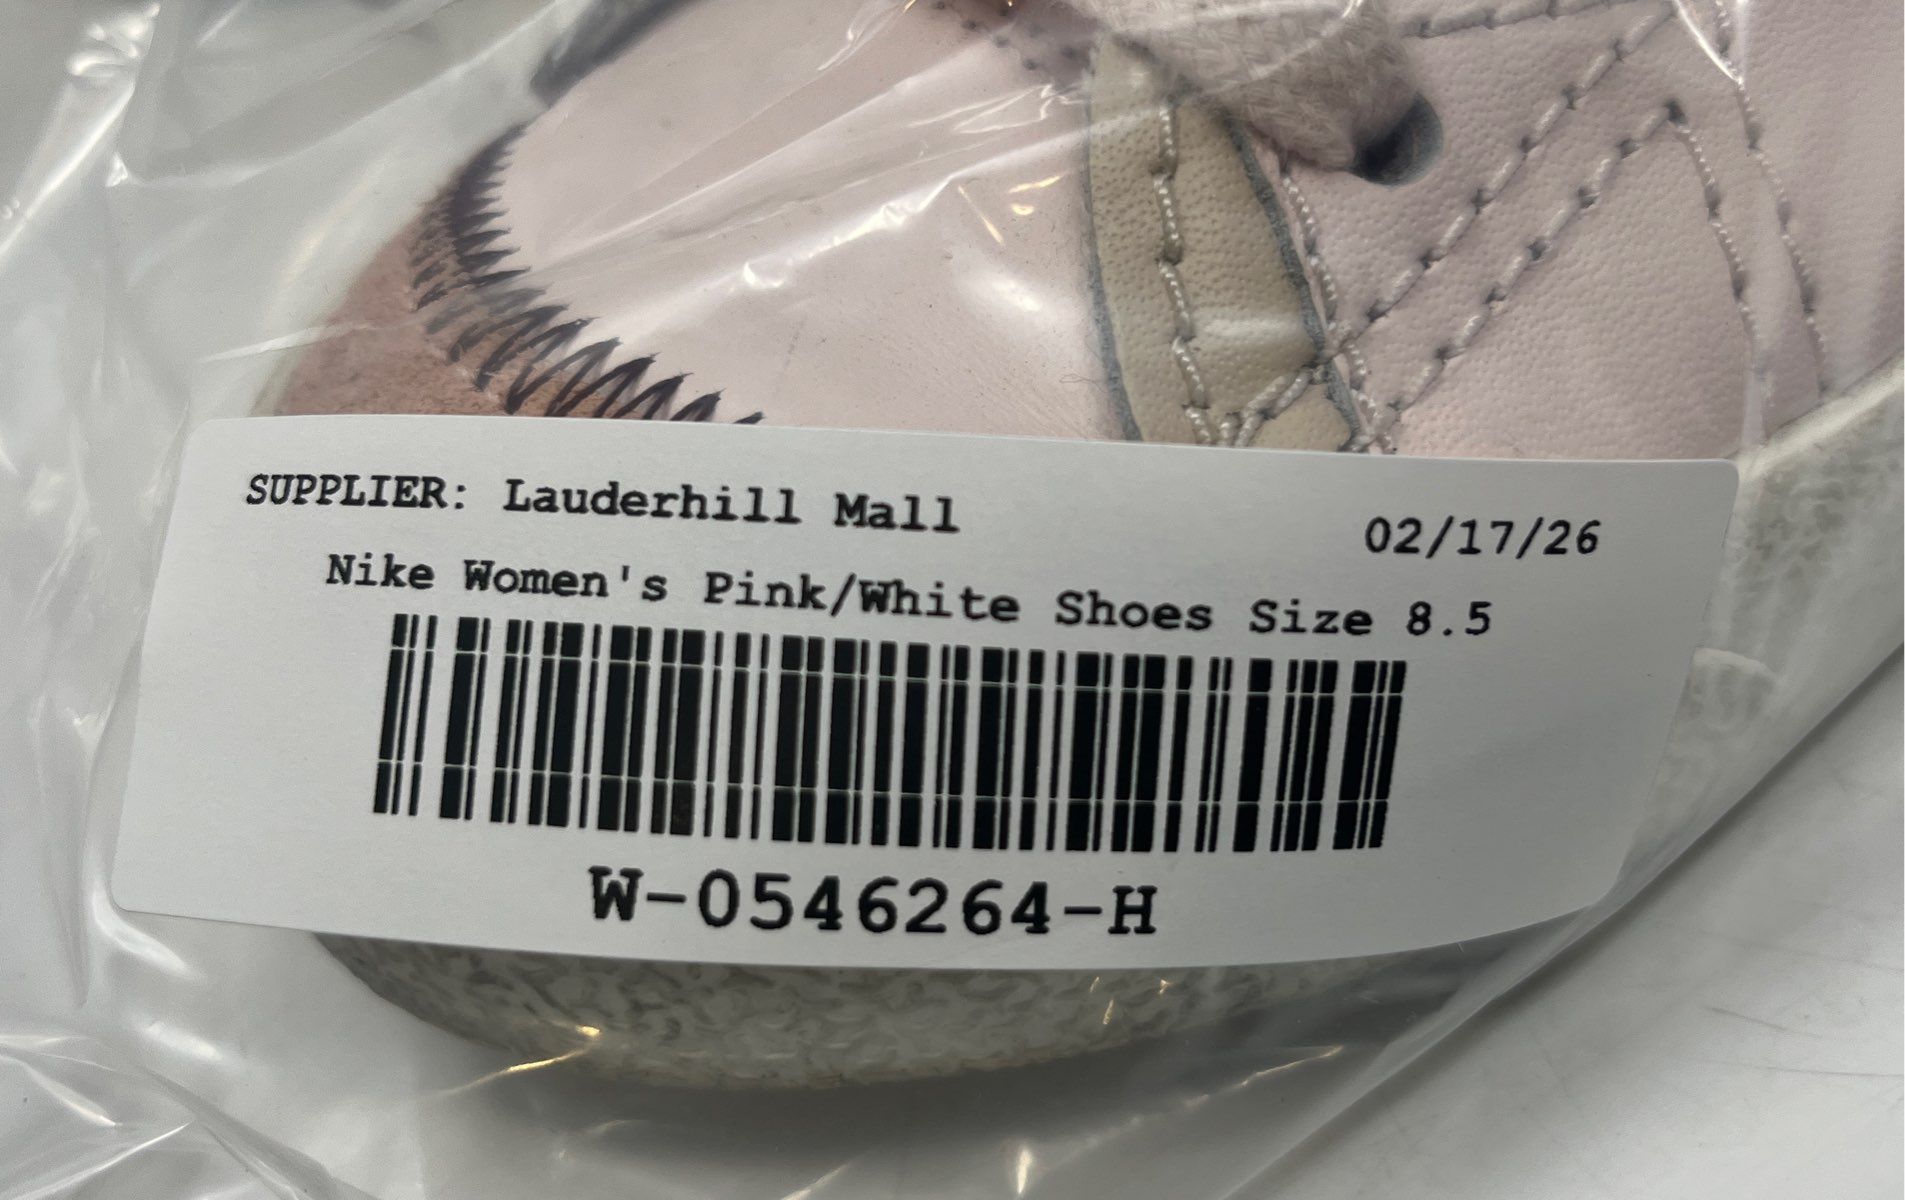 SUPPLIER: Lauderhill Mall
02/17/26
Nike Women's Pink/White Shoes Size 8.5
W-0546264-H